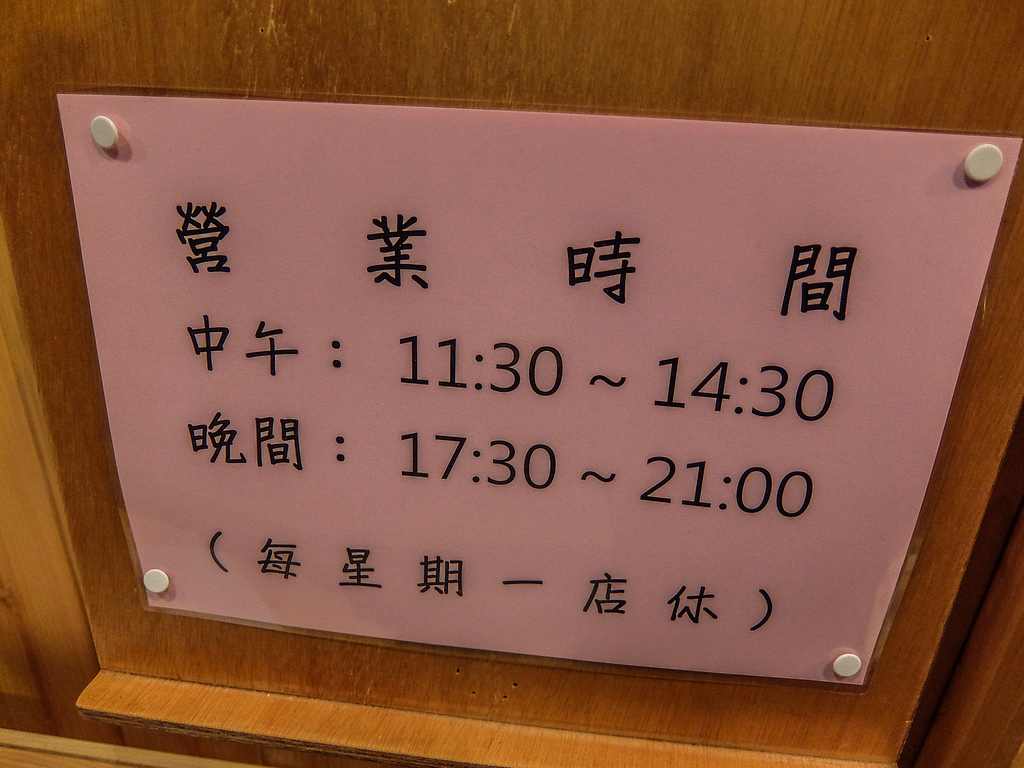 營業時間
中午：11:30 ~ 14:30
晚間：17:30 ~ 21:00
（每星期一店休）